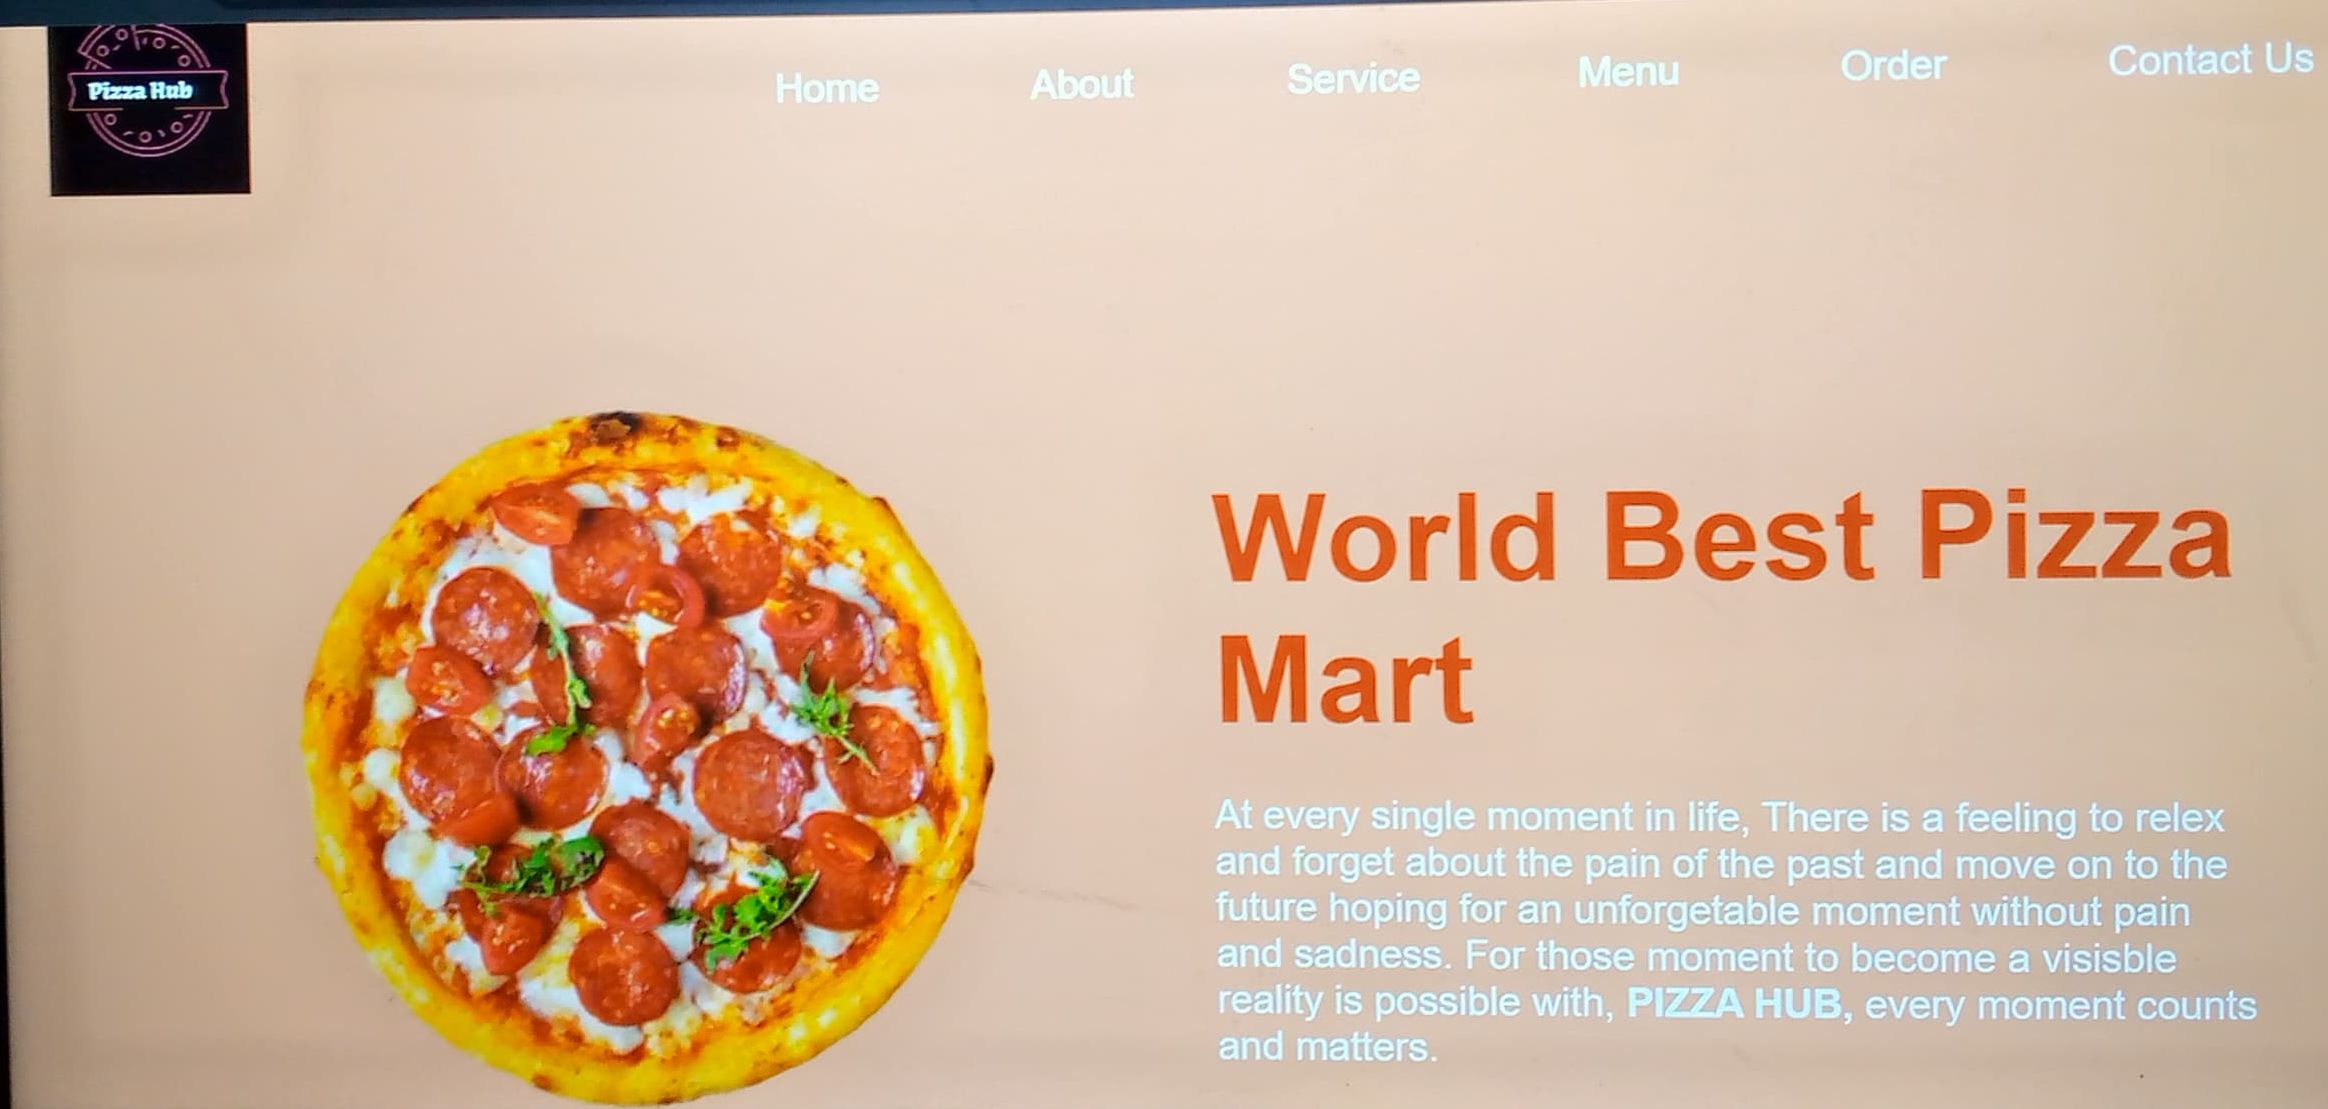 Pizza Hub
Home About Service Menu Order Contact Us
World Best Pizza
Mart
At every single moment in life, There is a feeling to relex
and forget about the pain of the past and move on to the
future hoping for an unforgetable moment without pain
and sadness. For those moment to become a visisble
reality is possible with, PIZZA HUB, every moment counts
and matters.